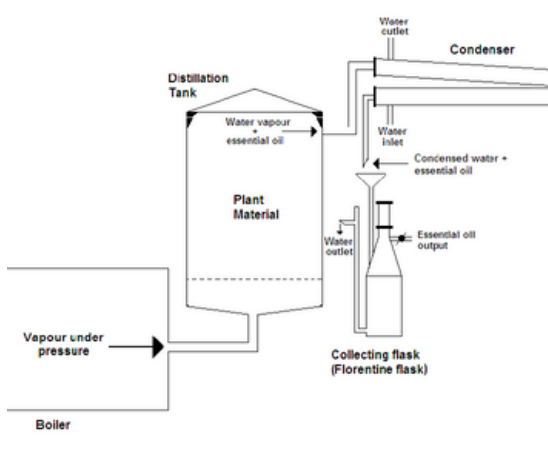 Water
outlet
Condenser
Distillation
Tank
Water vapour
+
essential oil
Water
inlet
Condensed water +
essential oil
Plant
Material
Water
outlet
Essential oil
output
Vapour under
pressure
Collecting flask
(Florentine flask)
Boiler